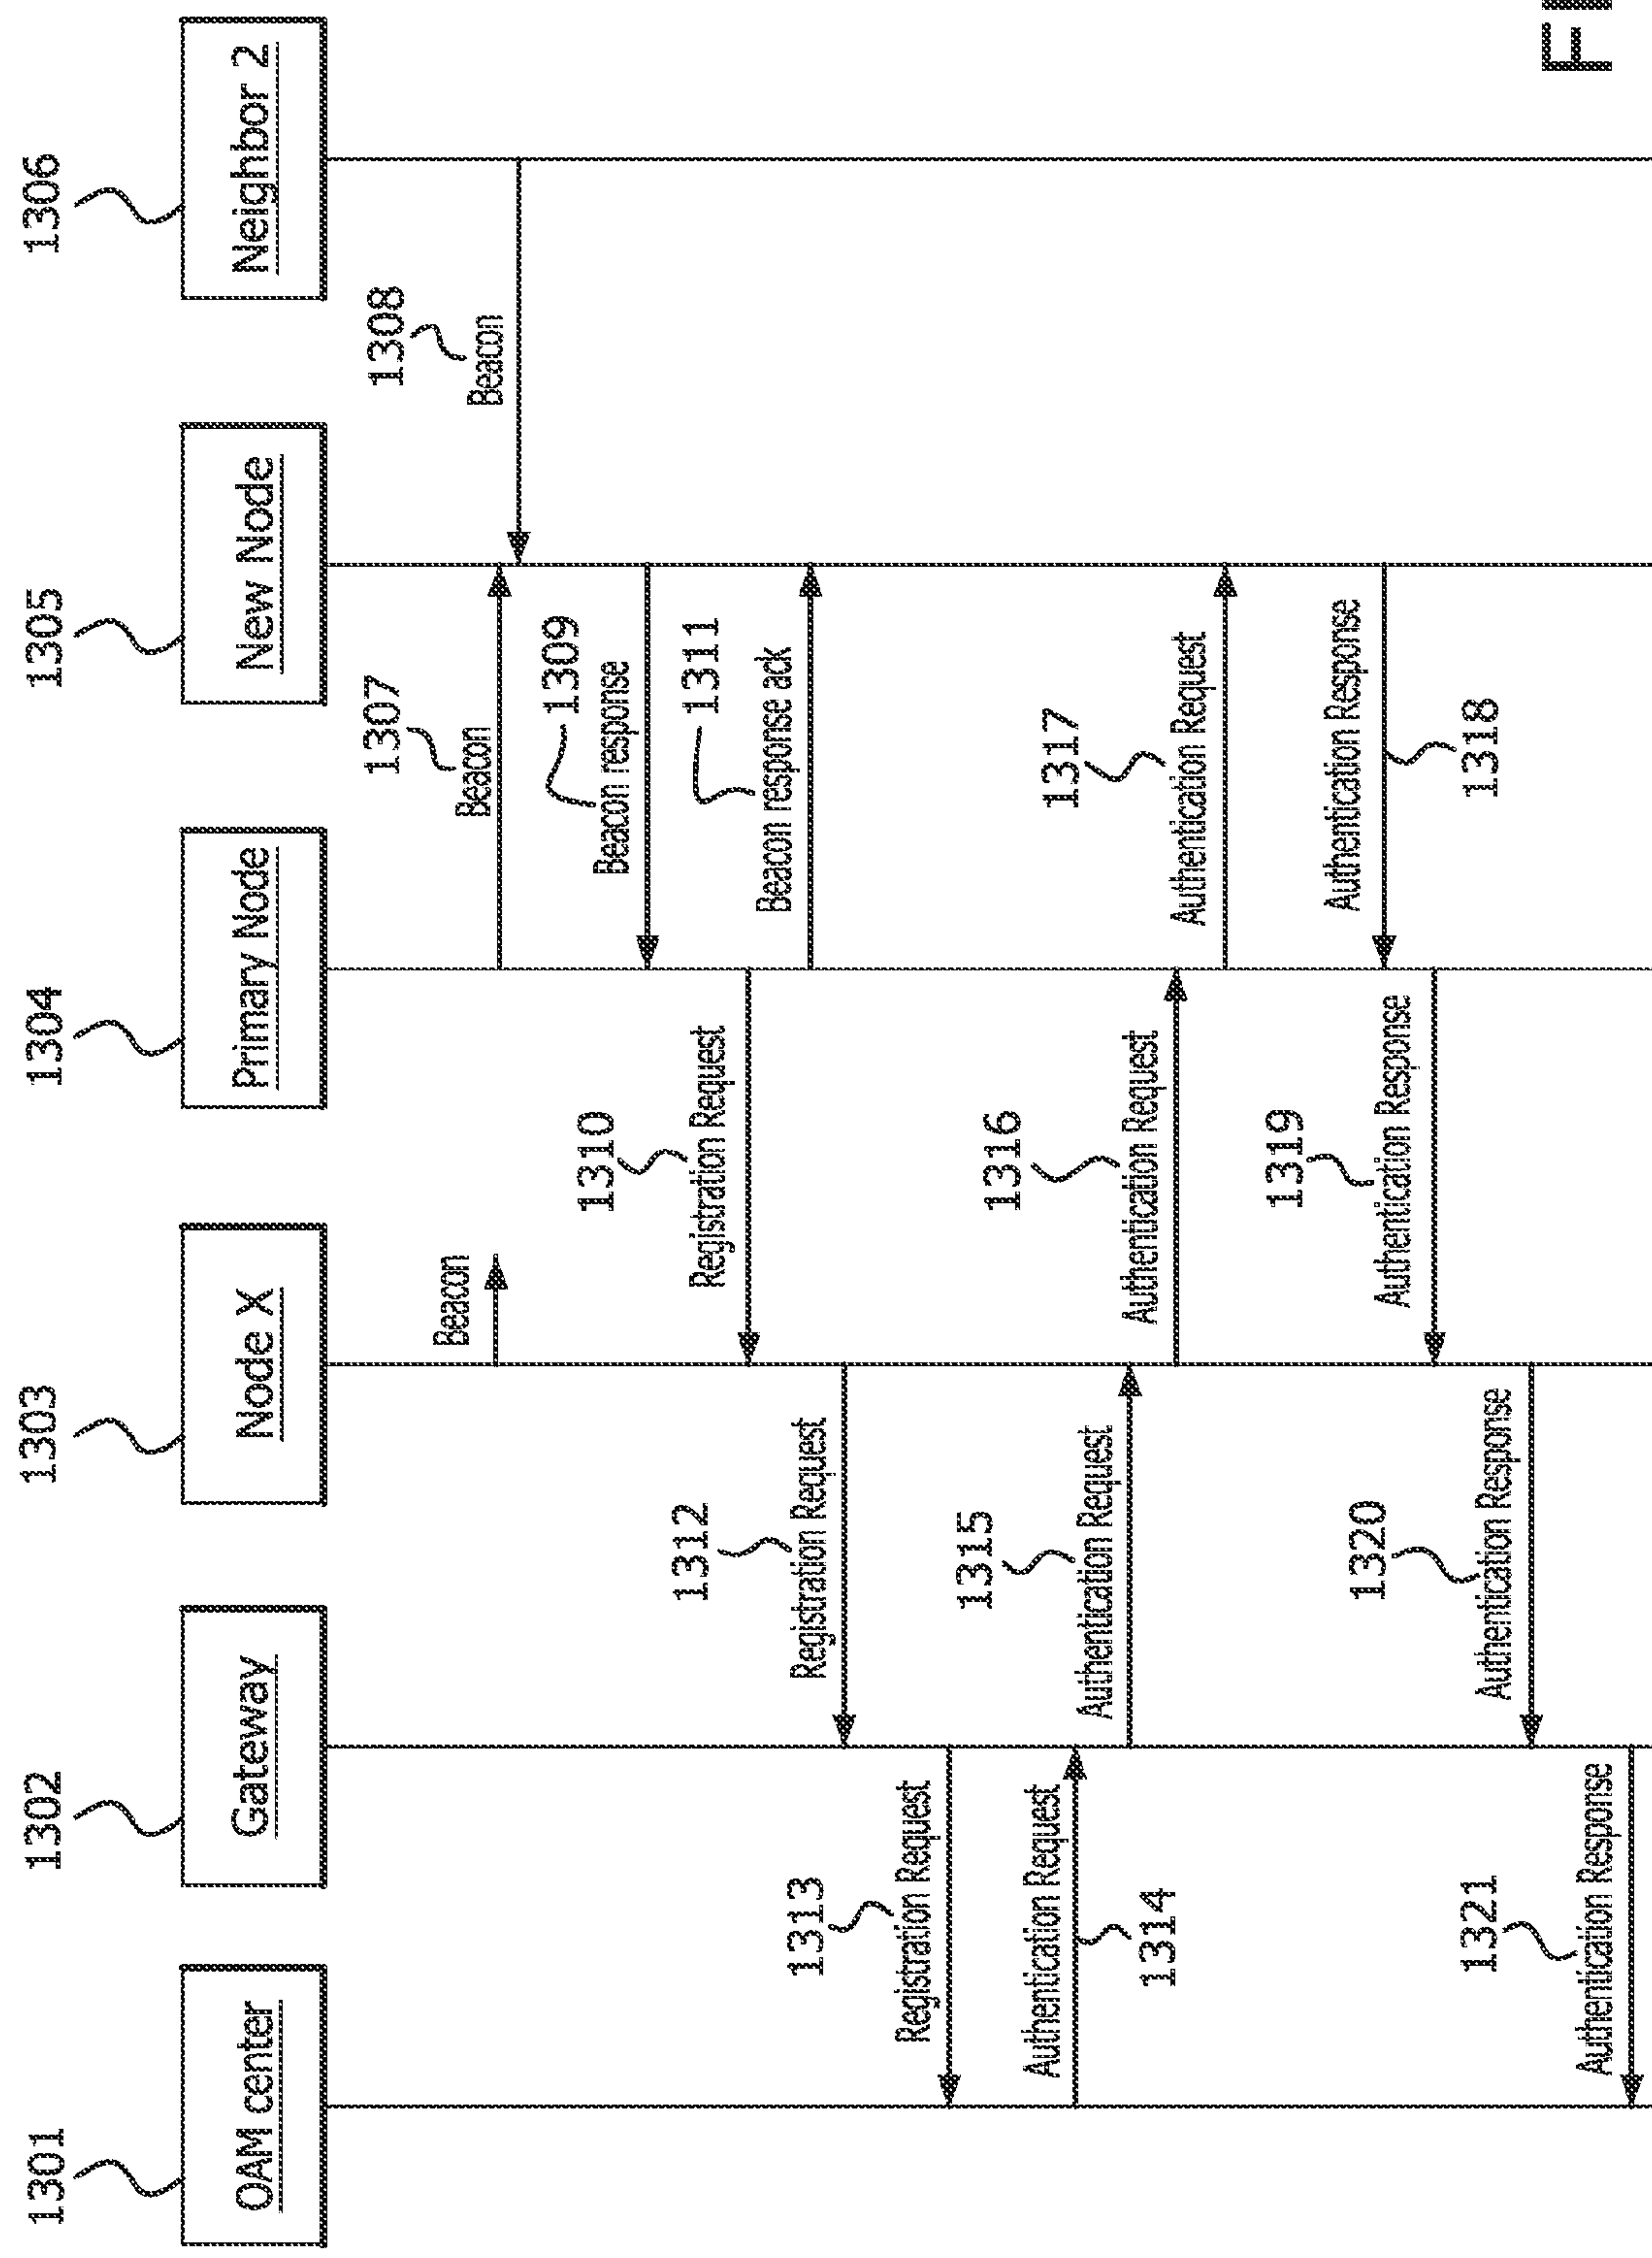 1301
OAM center
1302
Gateway
1303
Node X
1304
Primary Node
1305
New Node
1306
Neighbor 2
Beacon
1307
Beacon
1308
Beacon
1309
Beacon response
1310
Registration Request
1311
Beacon response ack
1312
Registration Request
1313
Registration Request
Authentication Request
1314
1315
Authentication Request
1316
Authentication Request
1317
Authentication Request
Authentication Response
1318
1319
Authentication Response
1320
Authentication Response
1321
Authentication Response